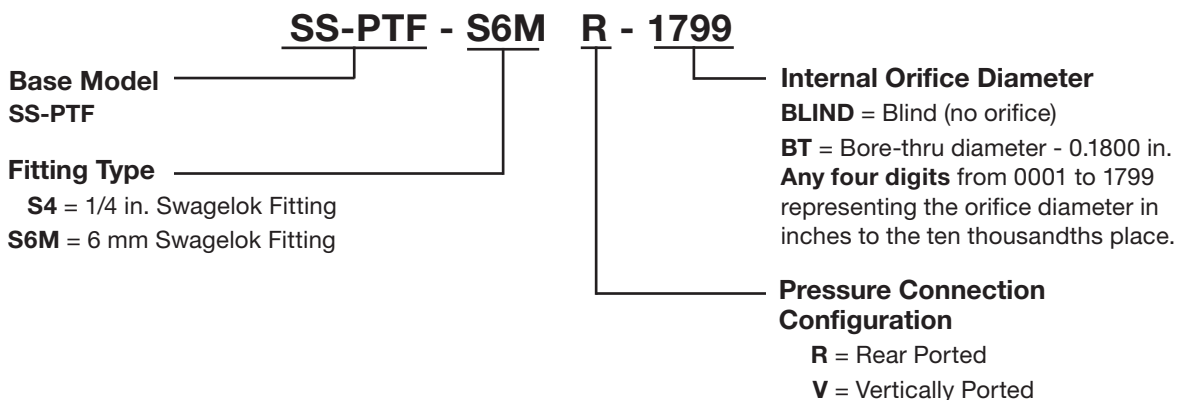 SS-PTF - S6M R - 1799
Base Model
SS-PTF
Fitting Type
S4 = 1/4 in. Swagelok Fitting
S6M = 6 mm Swagelok Fitting
Internal Orifice Diameter
BLIND = Blind (no orifice)
BT = Bore-thru diameter - 0.1800 in.
Any four digits from 0001 to 1799
representing the orifice diameter in
inches to the ten thousandths place.
Pressure Connection
Configuration
R = Rear Ported
V = Vertically Ported